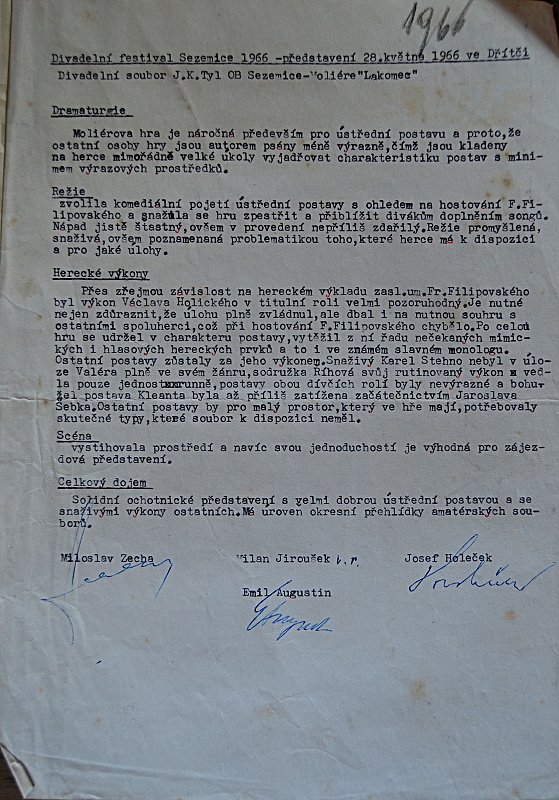 1966
Divadelní festival Sezemice 1966 -představení 28.května 1966 ve Dřítči
Divadelní soubor J.K.Tyl OB Sezemice-Moliére"Lakomec"
Dramaturgie
Moliérova hra je náročná především pro ústřední postavu a proto,že
ostatní osoby hry jsou autorem psány méně výrazně,čímž jsou kladeny
na herce mimořádně velké úkoly vyjadřovat charakteristiku postav s mini-
mem výrazových prostředků.
Režie
zvolila komediální pojetí ústřední postavy s ohledem na hostování F.Fi-
lipovského a snažila se hru zpestřit a přiblížit divákům doplněním songů.
Nápad jistě šťastný,ovšem v provedení nepříliš zdařilý.Režie promyšlená,
snaživá,ovšem poznamenaná problematikou toho,které herce má k dispozici
a pro jaké úlohy.
Herecké výkony
Přes zřejmou závislost na hereckém výkladu zasl.um.Fr.Filipovského
byl výkon Václava Holického v titulní roli velmi pozoruhodný.Je nutné
nejen zdůraznit,že úlohu plně zvládnul,ale dbal i na nutnou souhru s
ostatními spoluherci,což při hostování F.Filipovského chybělo.Po celou
hru se udržel v charakteru postavy,vytěžil z ní řadu nečekaných mimic-
kých i hlasových hereckých prvků a to i ve známém slavném monologu.
Ostatní postavy zůstaly za jeho výkonem.Snaživý Karel Stehno nebyl v úlo-
ze Valéra plně ve svém žánru,sodružka Říhová svůj rutinovaný výkon x ved-
la pouze jednostxxrunně,postavy obou dívčích rolí byly nevýrazné a bohu-
žel postava Kleanta byla až příliš zatížena začátečnictvím Jaroslava
Šebka.Ostatní postavy by pro malý prostor,který ve hře mají,potřebovaly
skutečné typy,které soubor k dispozici neměl.
Scéna
vystihovala prostředí a navíc svou jednoduchostí je výhodná pro zájez-
dová představení.
Celkový dojem
Solidní ochotnické představení s velmi dobrou ústřední postavou a se
snaživými výkony ostatních.Má uroven okresní přehlídky amatérských sou-
borů.
Miloslav Zecha Milan Jiroušek v.r. Josef Holeček
Emil Augustin